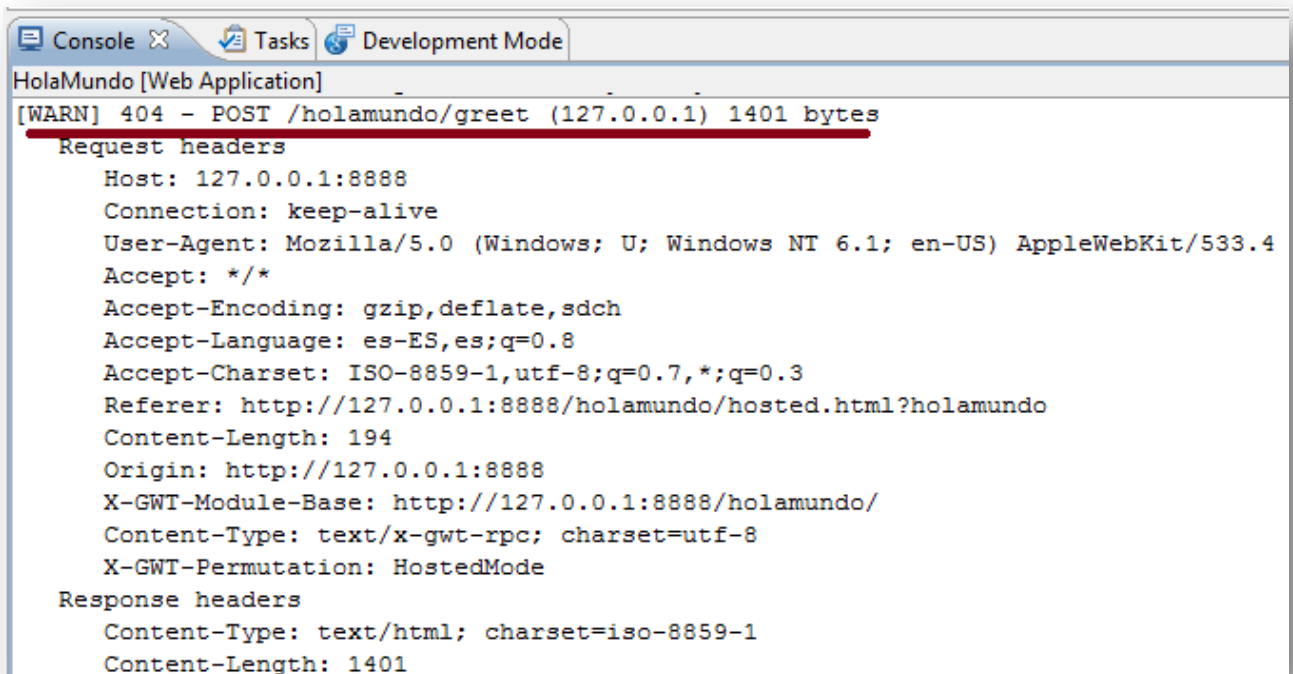 Console Tasks Development Mode
HolaMundo [Web Application]
[WARN] 404 - POST /holamundo/greet (127.0.0.1) 1401 bytes
Request headers
Host: 127.0.0.1:8888
Connection: keep-alive
User-Agent: Mozilla/5.0 (Windows; U; Windows NT 6.1; en-US) AppleWebKit/533.4
Accept: */*
Accept-Encoding: gzip,deflate,sdch
Accept-Language: es-ES,es;q=0.8
Accept-Charset: ISO-8859-1,utf-8;q=0.7,*;q=0.3
Referer: http://127.0.0.1:8888/holamundo/hosted.html?holamundo
Content-Length: 194
Origin: http://127.0.0.1:8888
X-GWT-Module-Base: http://127.0.0.1:8888/holamundo/
Content-Type: text/x-gwt-rpc; charset=utf-8
X-GWT-Permutation: HostedMode
Response headers
Content-Type: text/html; charset=iso-8859-1
Content-Length: 1401